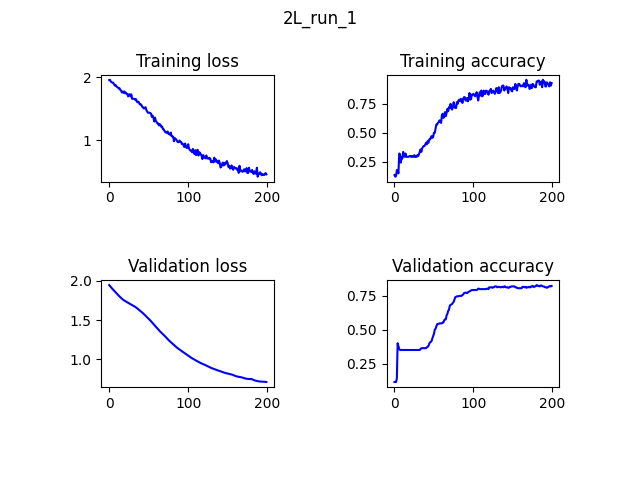 2L_run_1
Training loss
Training accuracy
2
1
0 100 200
0.75
0.50
0.25
0 100 200
Validation loss
Validation accuracy
2.0
1.5
1.0
0 100 200
0.75
0.50
0.25
0 100 200